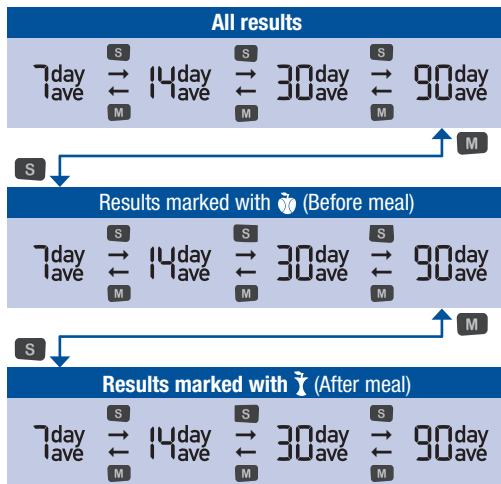 All results
S S S
7day ave → 14day ave → 30day ave → 90day ave
← ← ←
M M M
M
S
Results marked with (Before meal)
S S S
7day ave → 14day ave → 30day ave → 90day ave
← ← ←
M M M
M
S
Results marked with (After meal)
S S S
7day ave → 14day ave → 30day ave → 90day ave
← ← ←
M M M